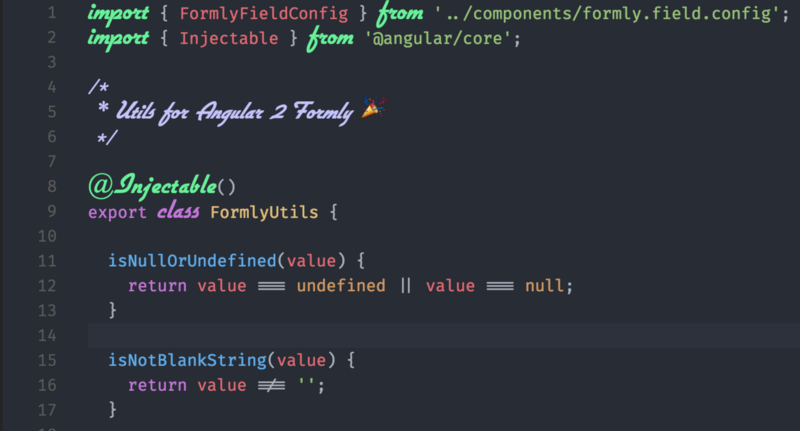 1 import { FormlyFieldConfig } from '../components/formly.field.config';
2 import { Injectable } from '@angular/core';
3
4 /*
5 * Utils for Angular 2 Formly 🎉
6 */
7
8 @Injectable()
9 export class FormlyUtils {
10
11 isNullOrUndefined(value) {
12 return value === undefined || value === null;
13 }
14
15 isNotBlankString(value) {
16 return value !== '';
17 }